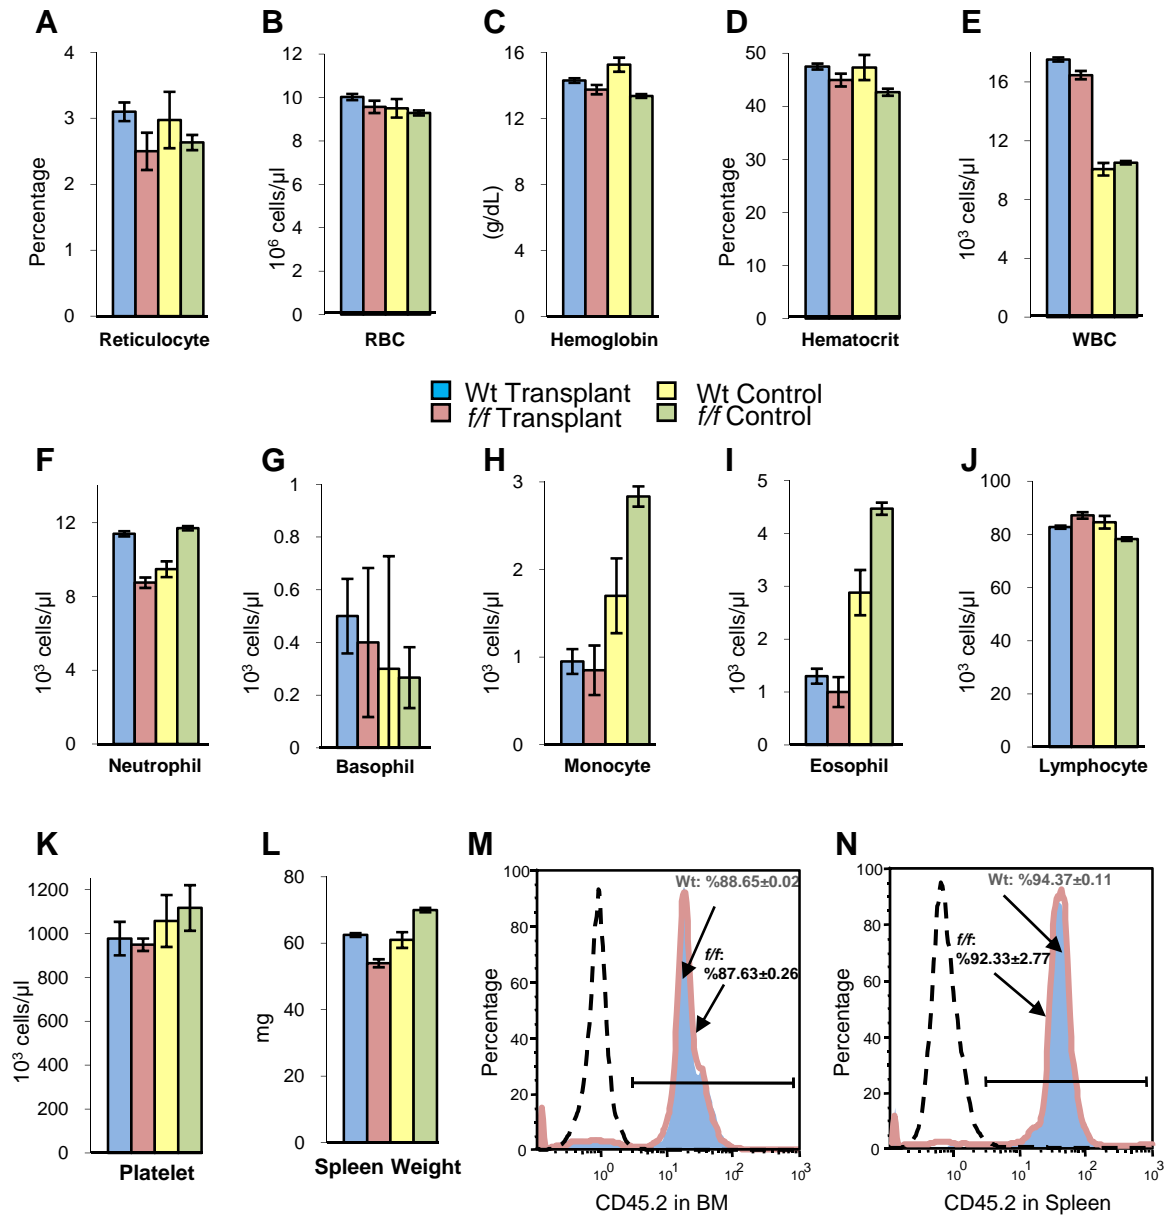 A
B
C
D
E
4
3
2
1
0
Percentage
Reticulocyte
12
10
8
6
4
2
0
10⁶ cells/µl
RBC
16
12
8
4
0
(g/dL)
Hemoglobin
50
40
30
20
10
0
Percentage
Hematocrit
16
12
8
4
0
10³ cells/µl
WBC
Wt Transplant
Wt Control
f/f Transplant
f/f Control
F
G
H
I
J
12
8
4
0
10³ cells/µl
Neutrophil
1
0.8
0.6
0.4
0.2
0
10³ cells/µl
Basophil
3
2
1
0
10³ cells/µl
Monocyte
5
4
3
2
1
0
10³ cells/µl
Eosophil
100
80
60
40
20
0
10³ cells/µl
Lymphocyte
K
L
M
N
1200
1000
800
600
400
200
0
10³ cells/µl
Platelet
80
60
40
20
0
mg
Spleen Weight
100
80
60
40
20
0
Percentage
Wt: %88.65±0.02
f/f:
%87.63±0.26
10⁰
10¹
10²
10³
CD45.2 in BM
100
80
60
40
20
0
Percentage
Wt: %94.37±0.11
f/f:
%92.33±2.77
10⁰
10¹
10²
10³
CD45.2 in Spleen